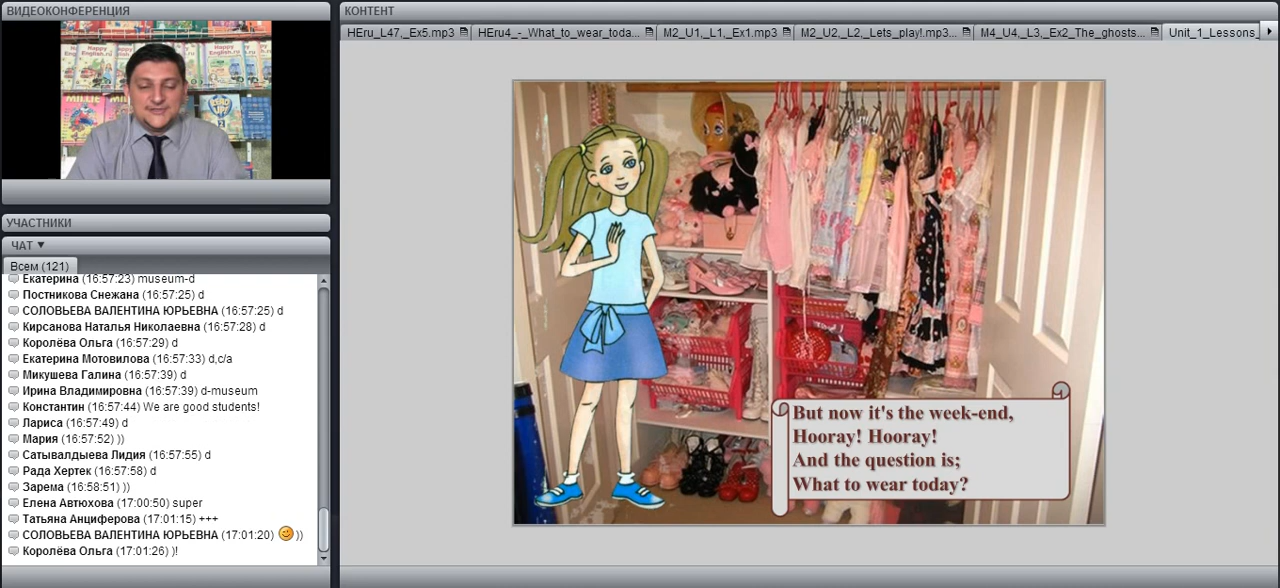 ВИДЕОКОНФЕРЕНЦИЯ
Happy English.ru
MILLIE
УЧАСТНИКИ
ЧАТ ▼
Всем (121)
Екатерина (16:57:23) museum-d
Постникова Снежана (16:57:25) d
СОЛОВЬЕВА ВАЛЕНТИНА ЮРЬЕВНА (16:57:25) d
Кирсанова Наталья Николаевна (16:57:28) d
Королёва Ольга (16:57:29) d
Екатерина Мотовилова (16:57:33) d,c/a
Микушева Галина (16:57:39) d
Ирина Владимировна (16:57:39) d-museum
Константин (16:57:44) We are good students!
Лариса (16:57:49) d
Мария (16:57:52) ))
Сатывалдыева Лидия (16:57:55) d
Рада Хертек (16:57:58) d
Зарема (16:58:51) ))
Елена Автюхова (17:00:50) super
Татьяна Анциферова (17:01:15) +++
СОЛОВЬЕВА ВАЛЕНТИНА ЮРЬЕВНА (17:01:20) ))
Королёва Ольга (17:01:26) )!
КОНТЕНТ
HEru_L47,_Ex5.mp3 HEru4_-_What_to_wear_toda... M2_U1,_L1,_Ex1.mp3 M2_U2,_L2,_Lets_play!.mp3... M4_U4,_L3,_Ex2_The_ghosts... Unit_1_Lessons_
But now it's the week-end,
Hooray! Hooray!
And the question is;
What to wear today?